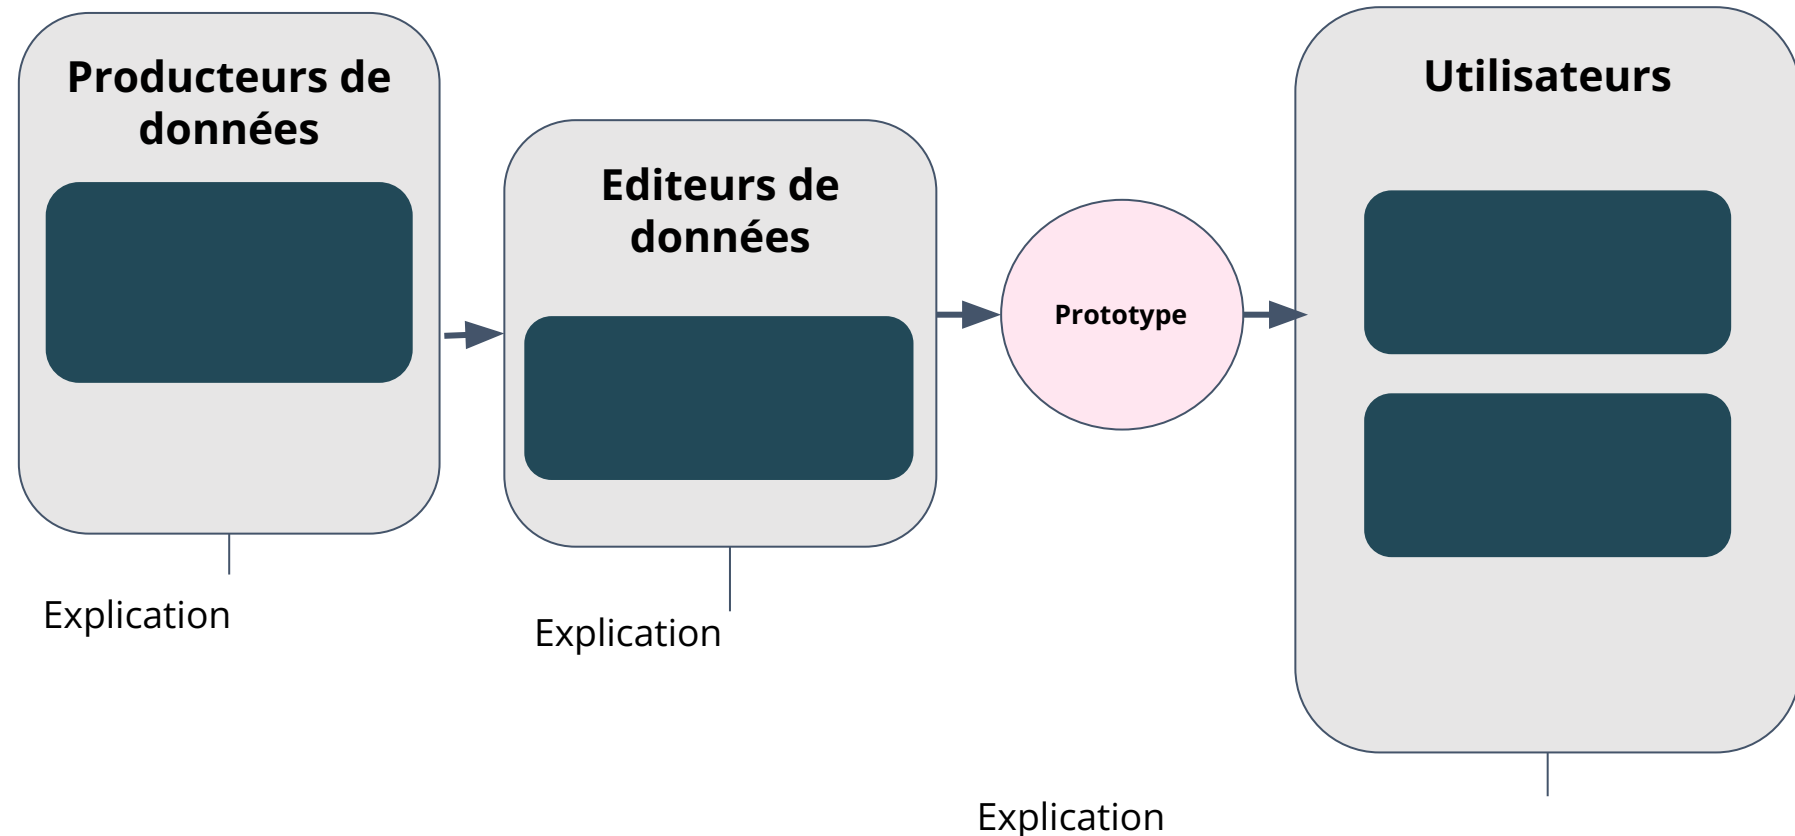 Producteurs de
données
Explication
Editeurs de
données
Explication
Prototype
Utilisateurs
Explication